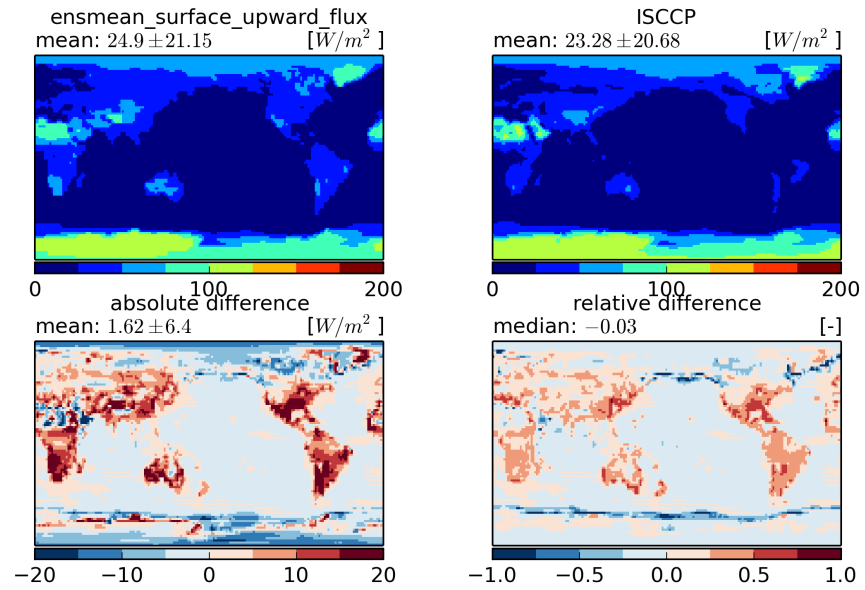 ensmean_surface_upward_flux
mean: 24.9 ±21.15 [W/m² ]
0 100 200
ISCCP
mean: 23.28 ±20.68 [W/m² ]
0 100 200
absolute difference
mean: 1.62 ±6.4 [W/m² ]
−20 −10 0 10 20
relative difference
median: −0.03 [-]
−1.0 −0.5 0.0 0.5 1.0